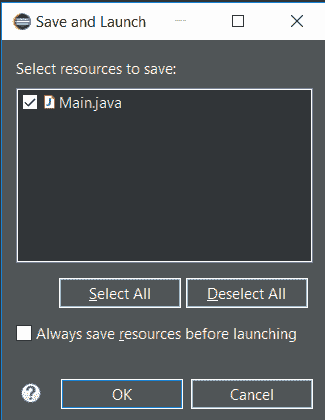 Save and Launch
Select resources to save:
Main.java
Select All Deselect All
Always save resources before launching
OK Cancel